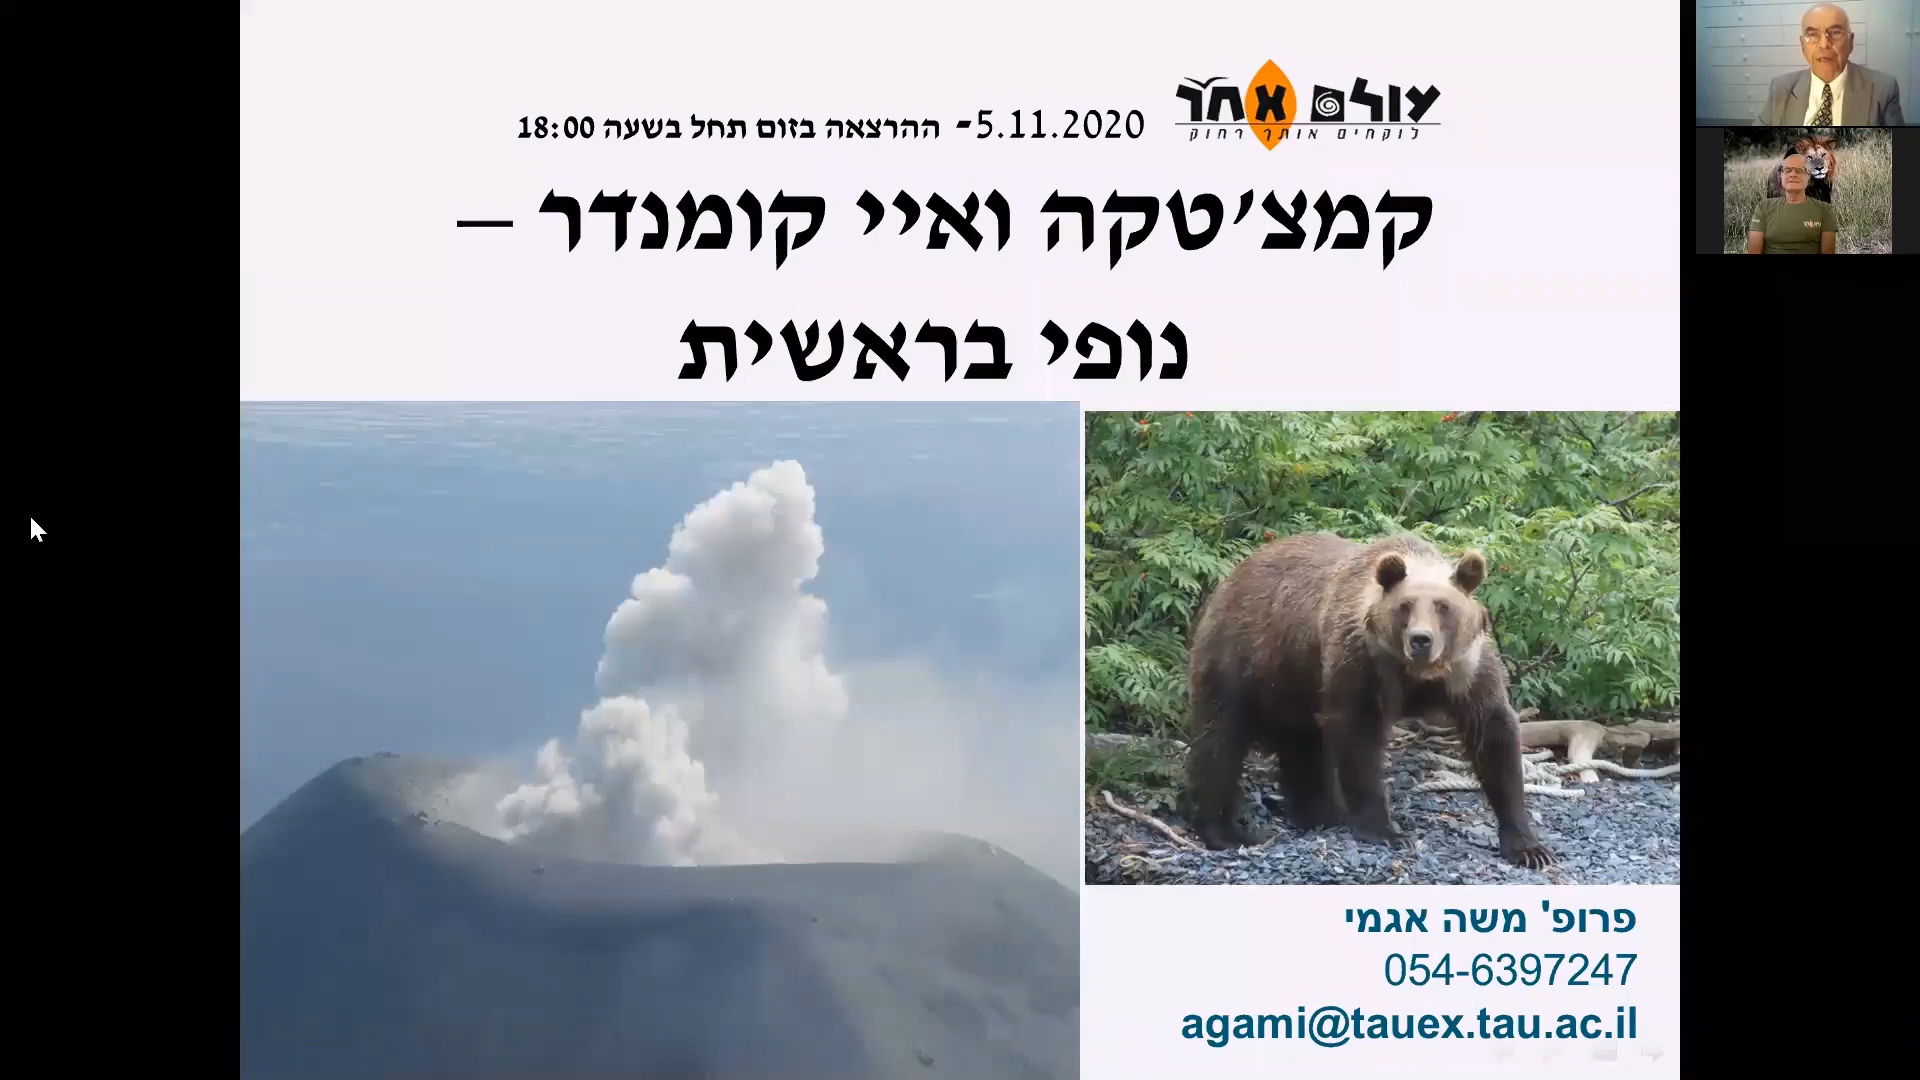 עולם אחר
לוקחים אותך רחוק
5.11.2020- ההרצאה בזום תחל בשעה 18:00
קמצ'טקה ואיי קומנדר –
נופי בראשית
פרופ' משה אגמי
054-6397247
agami@tauex.tau.ac.il